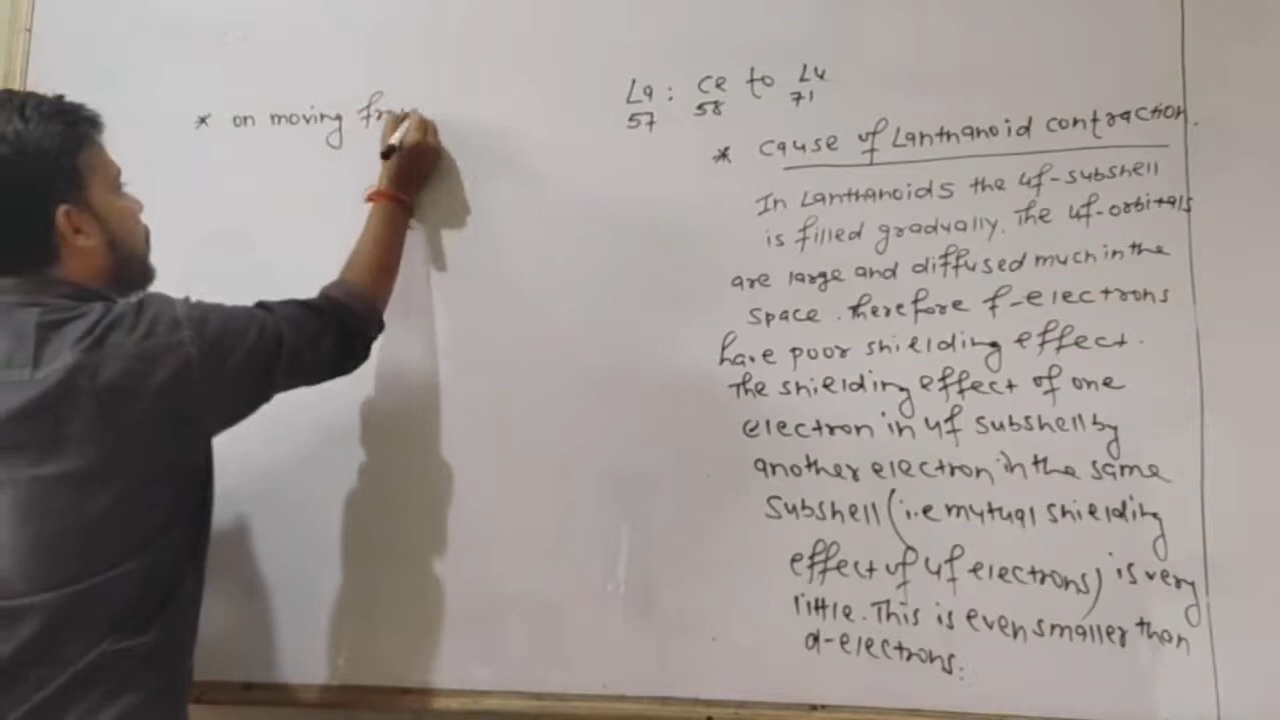 * on moving from
La : Ce to Lu
57 58 71
* Cause of Lanthanoid contraction.
In Lanthanoids the 4f-subshell
is filled gradually. The 4f-orbitals
are large and diffused much in the
space. Therefore f-electrons
have poor shielding effect.
The shielding effect of one
electron in 4f subshell by
another electron in the same
subshell (i.e mutual shielding
effect of 4f electrons) is very
little. This is even smaller than
d-electrons.